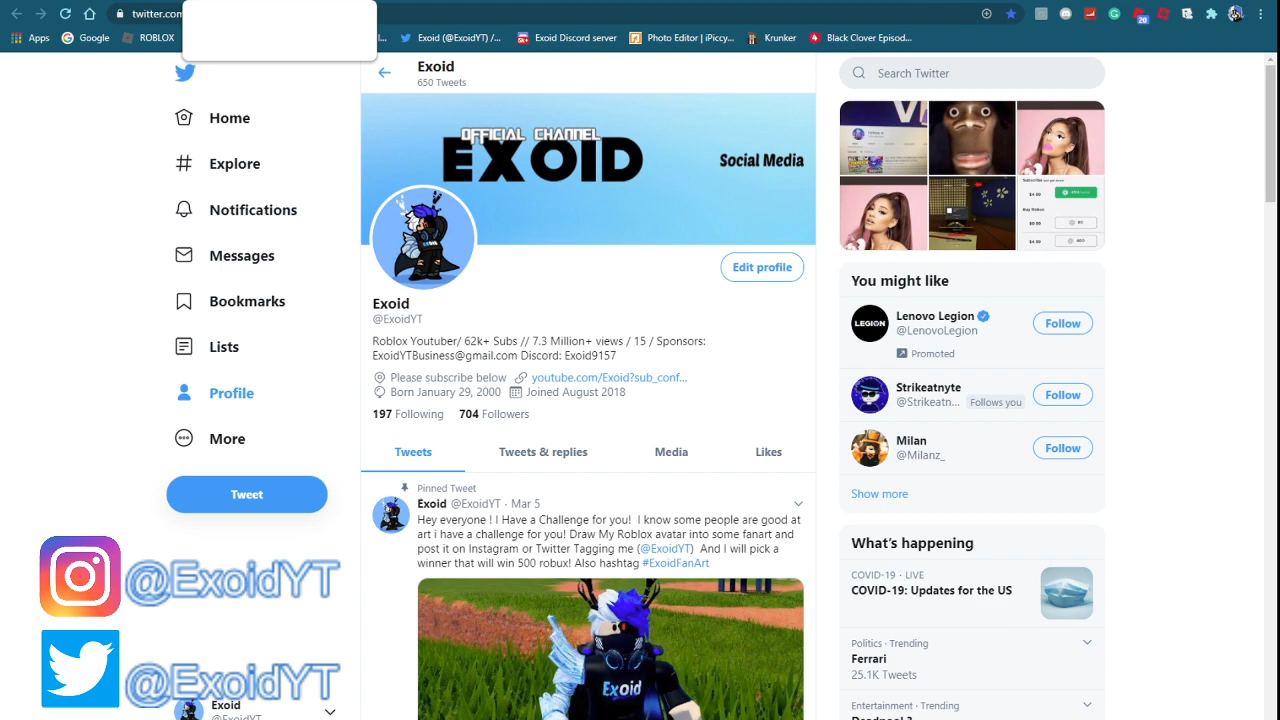 twitter.com
Apps
Google
ROBLOX
Exoid (@ExoidYT) /...
Exoid Discord server
Photo Editor | iPiccy...
Krunker
Black Clover Episod...
20
Exoid
650 Tweets
Search Twitter
Home
Explore
Notifications
Messages
Bookmarks
Lists
Profile
More
Tweet
OFFICIAL CHANNEL
EXOID
Social Media
Edit profile
Exoid
@ExoidYT
Roblox Youtuber/ 62k+ Subs // 7.3 Million+ views / 15 / Sponsors:
ExoidYTBusiness@gmail.com Discord: Exoid9157
Please subscribe below youtube.com/Exoid?sub_conf...
Born January 29, 2000 Joined August 2018
197 Following 704 Followers
Tweets Tweets & replies Media Likes
Pinned Tweet
Exoid @ExoidYT · Mar 5
Hey everyone ! I Have a Challenge for you! I know some people are good at
art i have a challenge for you! Draw My Roblox avatar into some fanart and
post it on Instagram or Twitter Tagging me (@ExoidYT) And I will pick a
winner that will win 500 robux! Also hashtag #ExoidFanArt
Exoid
You might like
LEGION
Lenovo Legion
@LenovoLegion
Promoted
Follow
Strikeatnyte
@Strikeatn... Follows you
Follow
Milan
@Milanz_
Follow
Show more
What's happening
COVID-19 · LIVE
COVID-19: Updates for the US
Politics · Trending
Ferrari
25.1K Tweets
Entertainment · Trending
@ExoidYT
@ExoidYT
Exoid
@ExoidYT